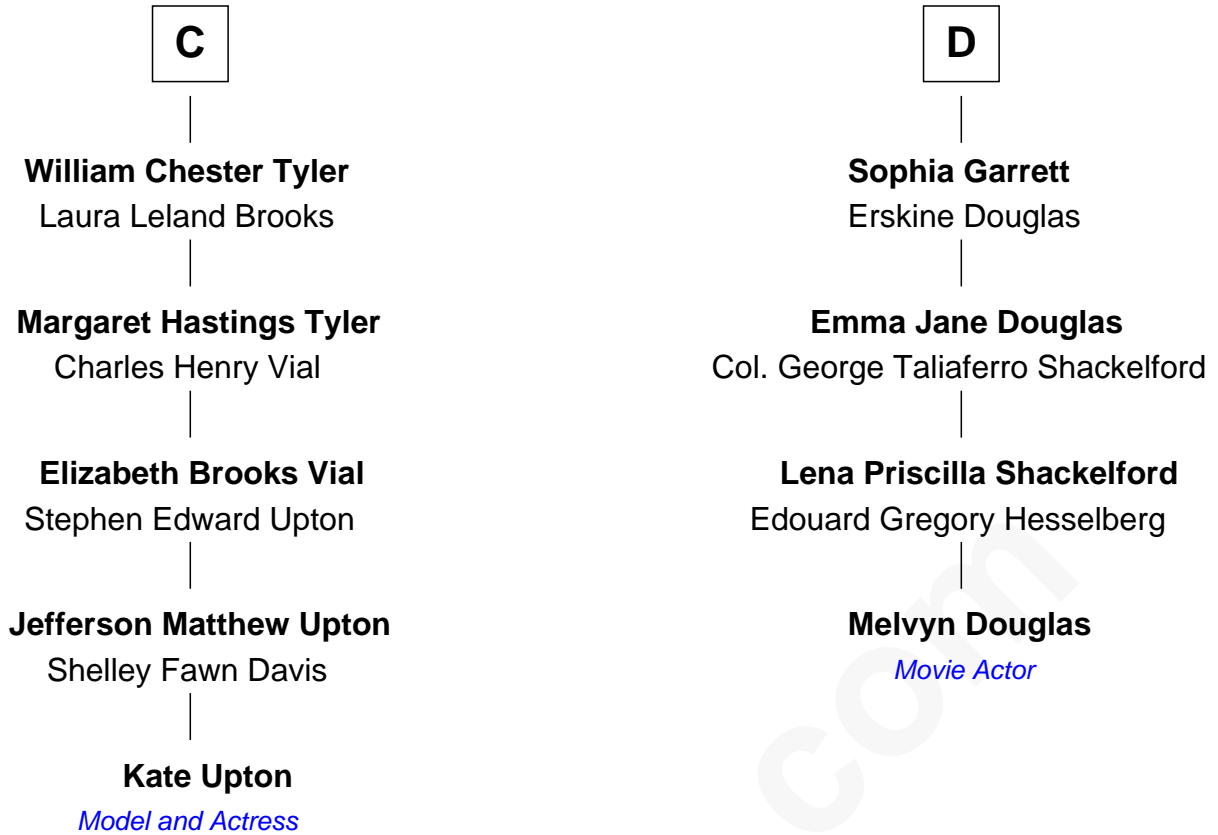 C
William Chester Tyler
Laura Leland Brooks
Margaret Hastings Tyler
Charles Henry Vial
Elizabeth Brooks Vial
Stephen Edward Upton
Jefferson Matthew Upton
Shelley Fawn Davis
Kate Upton
Model and Actress
D
Sophia Garrett
Erskine Douglas
Emma Jane Douglas
Col. George Taliaferro Shackelford
Lena Priscilla Shackelford
Edouard Gregory Hesselberg
Melvyn Douglas
Movie Actor
com